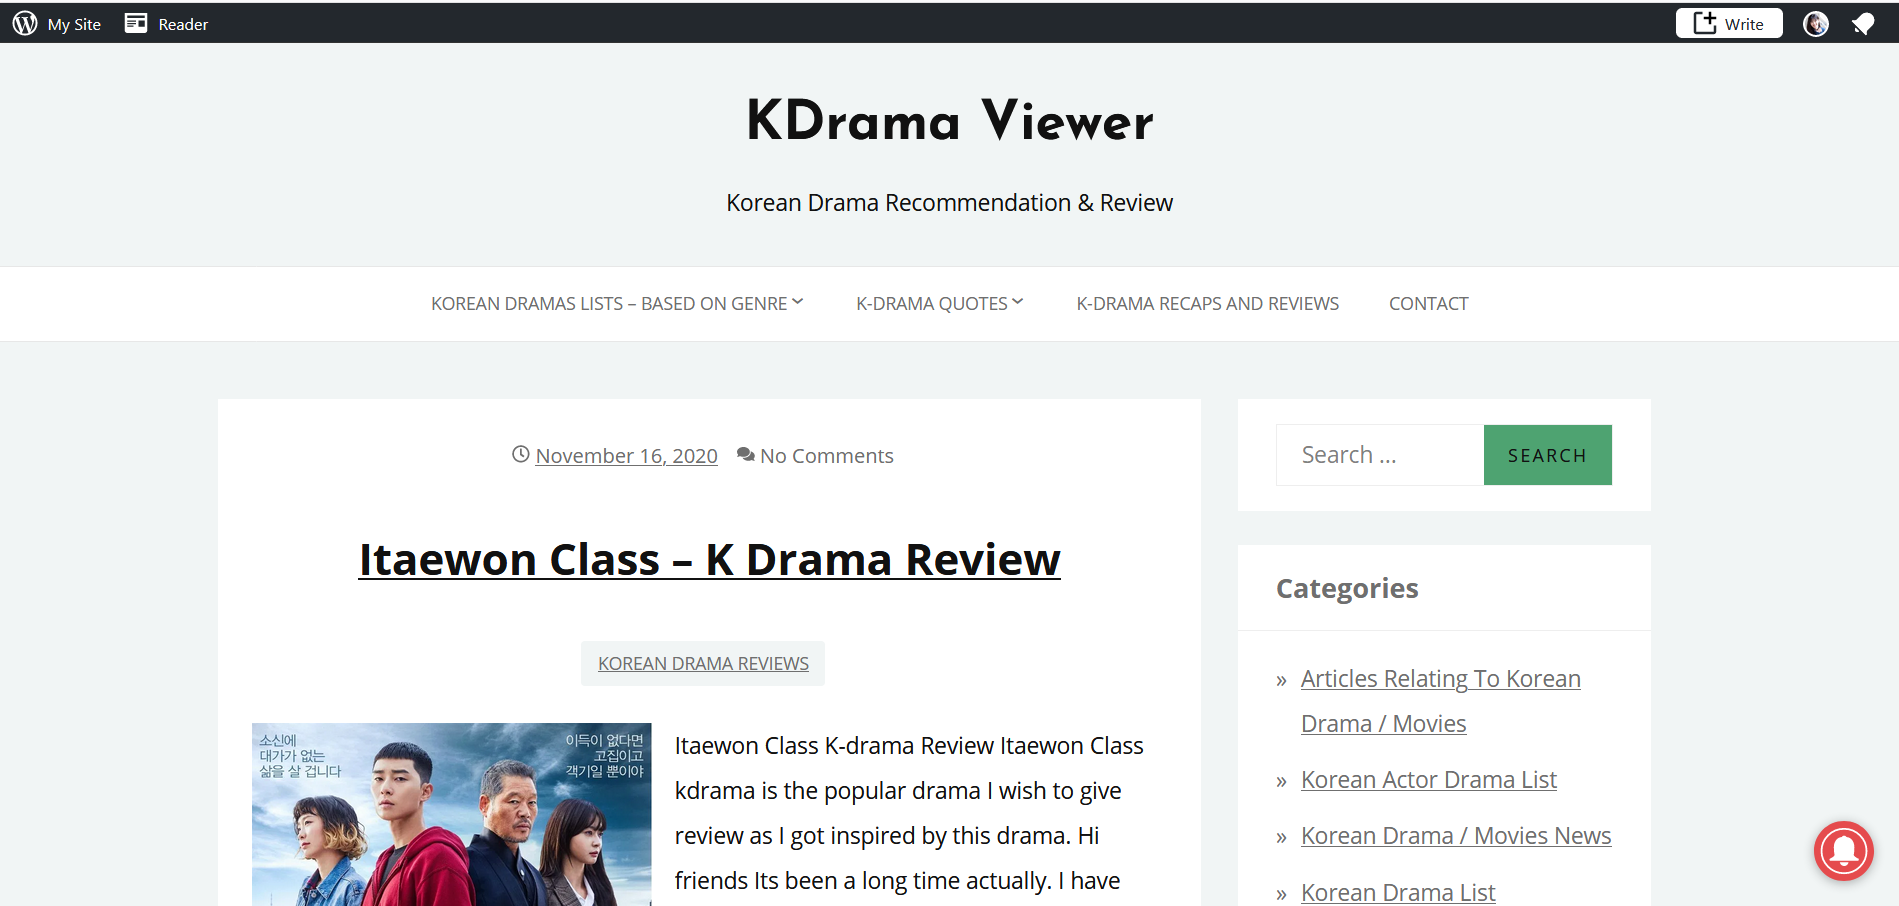 My Site
Reader
Write
KDrama Viewer
Korean Drama Recommendation & Review
KOREAN DRAMAS LISTS – BASED ON GENRE
K-DRAMA QUOTES
K-DRAMA RECAPS AND REVIEWS
CONTACT
November 16, 2020
No Comments
Itaewon Class – K Drama Review
KOREAN DRAMA REVIEWS
소신에
대가가 없는
삶을 살 겁니다
이득이 없다면
고집이고
객기일 뿐이야
Itaewon Class K-drama Review Itaewon Class
kdrama is the popular drama I wish to give
review as I got inspired by this drama. Hi
friends Its been a long time actually. I have
Search ...
SEARCH
Categories
» Articles Relating To Korean
Drama / Movies
» Korean Actor Drama List
» Korean Drama / Movies News
» Korean Drama List